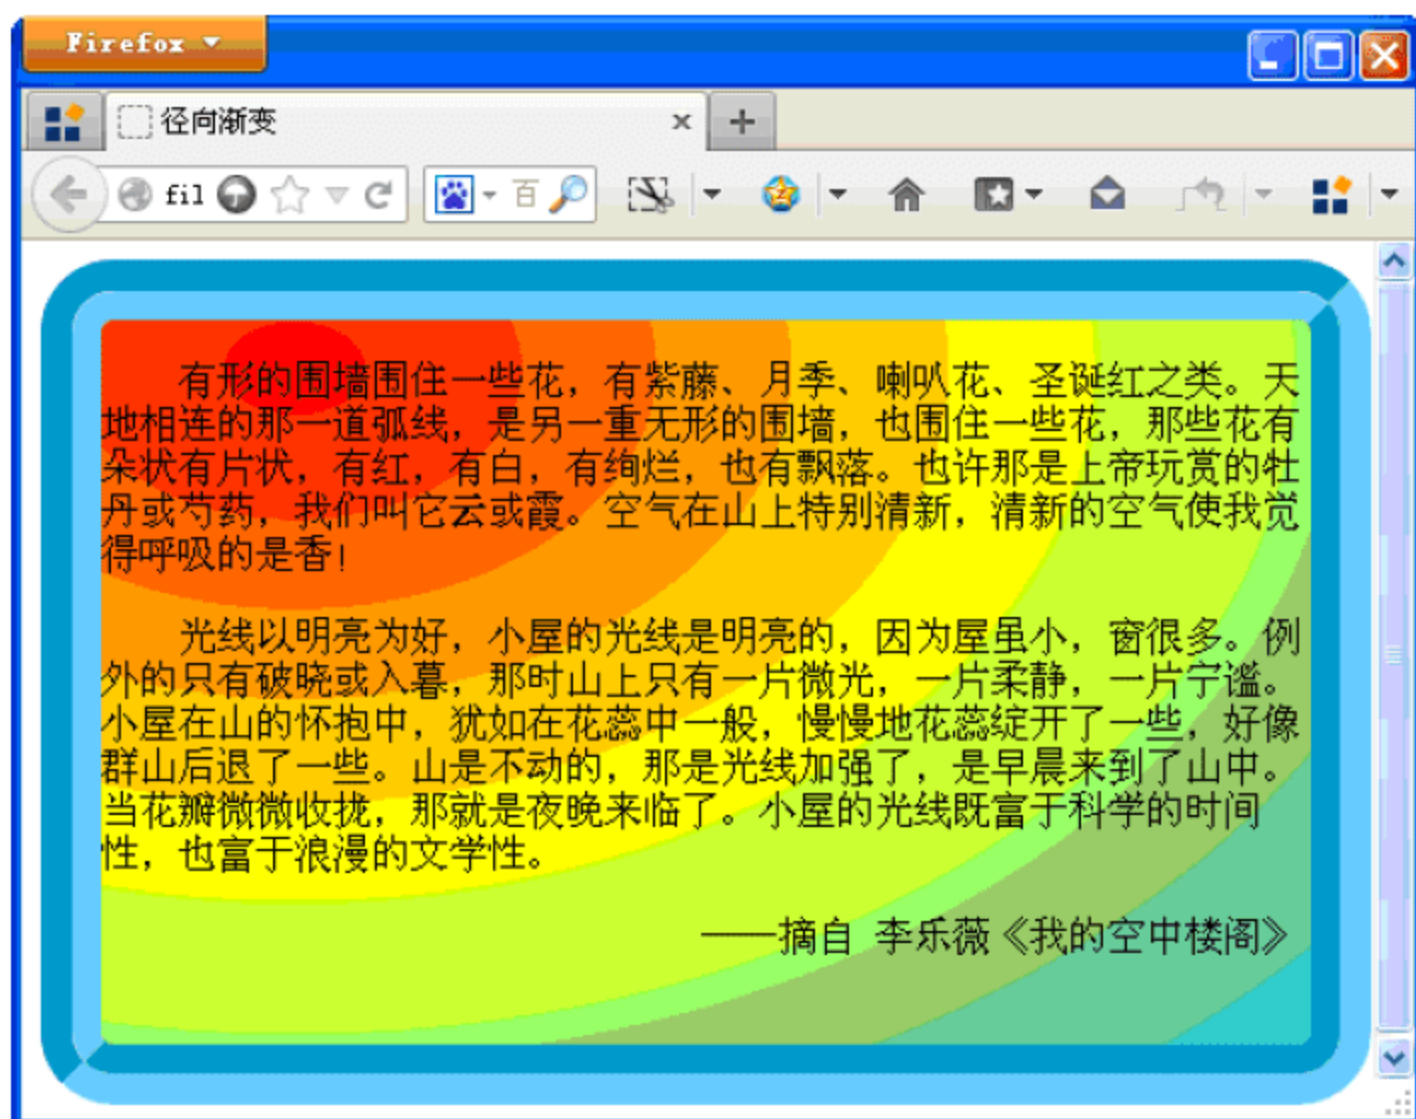 Firefox
径向渐变
fil
百
有形的围墙围住一些花，有紫藤、月季、喇叭花、圣诞红之类。天
地相连的那一道弧线，是另一重无形的围墙，也围住一些花，那些花有
朵状有片状，有红，有白，有绚烂，也有飘落。也许那是上帝玩赏的牡
丹或芍药，我们叫它云或霞。空气在山上特别清新，清新的空气使我觉
得呼吸的是香！
光线以明亮为好，小屋的光线是明亮的，因为屋虽小，窗很多。例
外的只有破晓或入暮，那时山上只有一片微光，一片柔静，一片宁谧。
小屋在山的怀抱中，犹如在花蕊中一般，慢慢地花蕊绽开了一些，好像
群山后退了一些。山是不动的，那是光线加强了，是早晨来到了山中。
当花瓣微微收拢，那就是夜晚来临了。小屋的光线既富于科学的时间
性，也富于浪漫的文学性。
——摘自 李乐薇《我的空中楼阁》